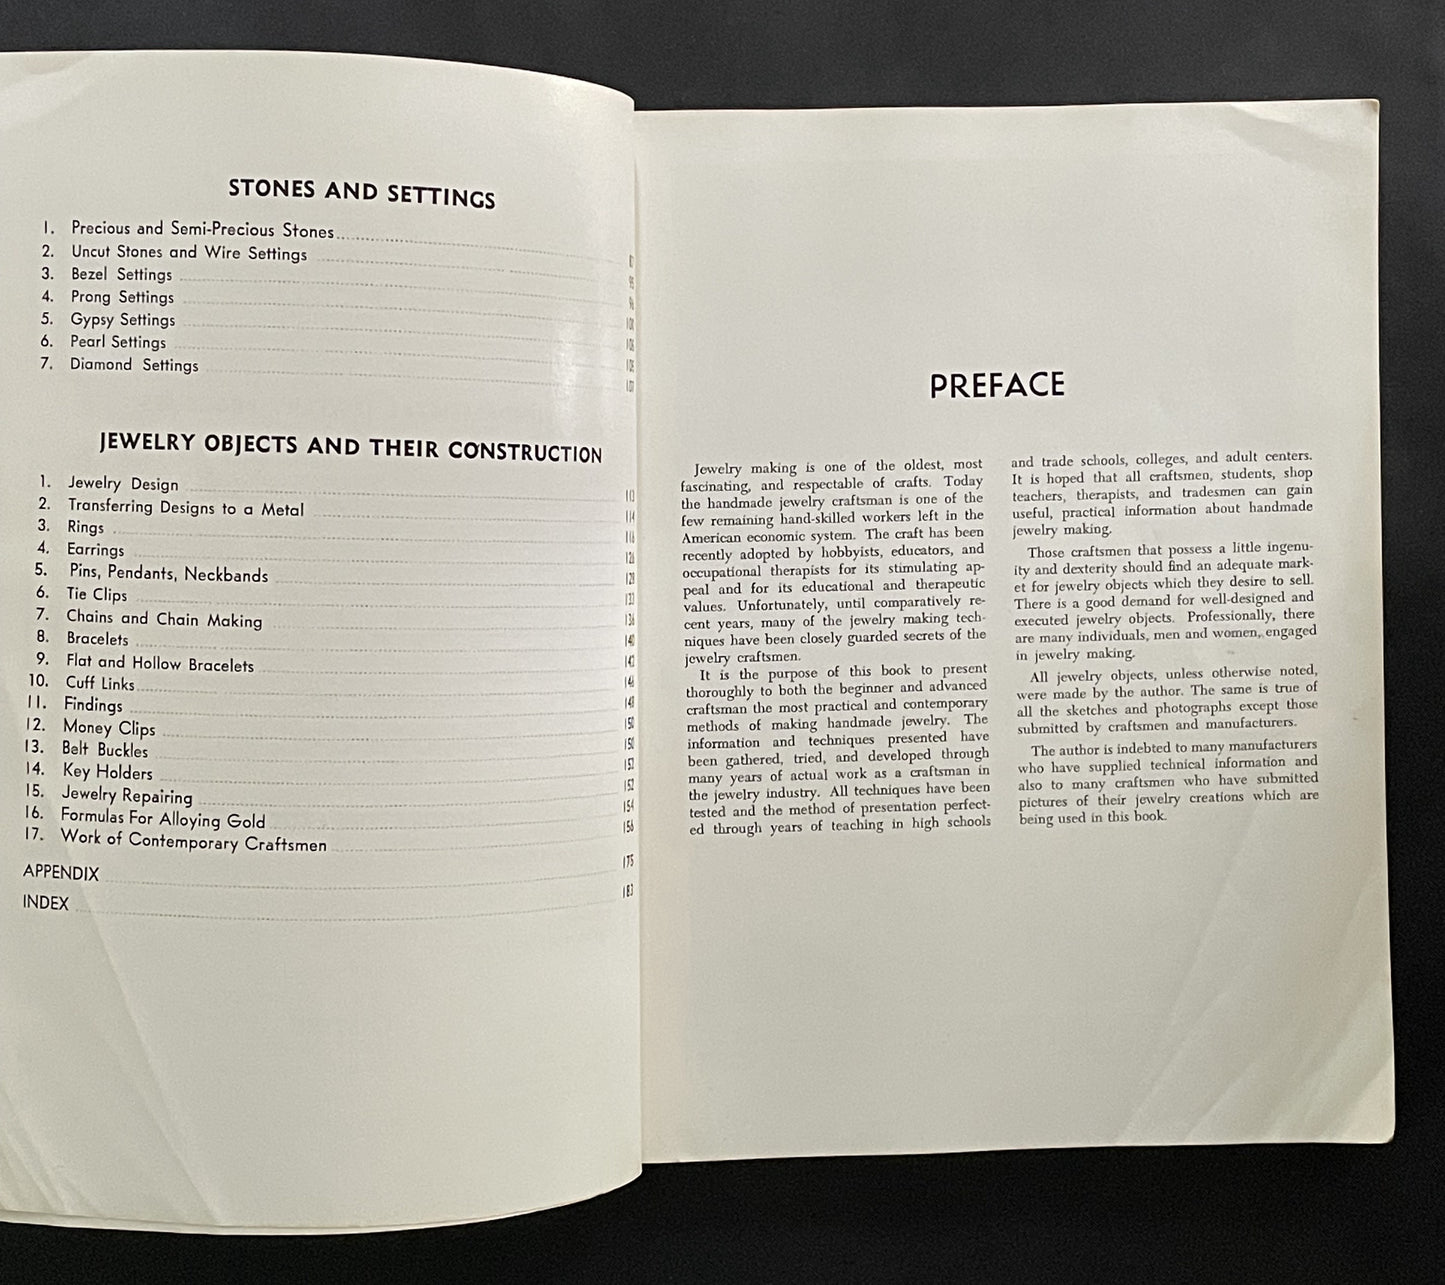 STONES AND SETTINGS
1. Precious and Semi-Precious Stones
2. Uncut Stones and Wire Settings 95
3. Bezel Settings 96
4. Prong Settings 100
5. Gypsy Settings
6. Pearl Settings
7. Diamond Settings 107
JEWELRY OBJECTS AND THEIR CONSTRUCTION
1. Jewelry Design 113
2. Transferring Designs to a Metal 114
3. Rings 116
4. Earrings 126
5. Pins, Pendants, Neckbands 129
6. Tie Clips 133
7. Chains and Chain Making 136
8. Bracelets 140
9. Flat and Hollow Bracelets
10. Cuff Links 146
11. Findings
12. Money Clips 150
13. Belt Buckles 150
14. Key Holders 152
15. Jewelry Repairing 152
16. Formulas For Alloying Gold 154
17. Work of Contemporary Craftsmen 156
APPENDIX 175
INDEX 183
PREFACE
Jewelry making is one of the oldest, most
fascinating, and respectable of crafts. Today
the handmade jewelry craftsman is one of the
few remaining hand-skilled workers left in the
American economic system. The craft has been
recently adopted by hobbyists, educators, and
occupational therapists for its stimulating ap-
peal and for its educational and therapeutic
values. Unfortunately, until comparatively re-
cent years, many of the jewelry making tech-
niques have been closely guarded secrets of the
jewelry craftsmen.
It is the purpose of this book to present
thoroughly to both the beginner and advanced
craftsman the most practical and contemporary
methods of making handmade jewelry. The
information and techniques presented have
been gathered, tried, and developed through
many years of actual work as a craftsman in
the jewelry industry. All techniques have been
tested and the method of presentation perfect-
ed through years of teaching in high schools
and trade schools, colleges, and adult centers.
It is hoped that all craftsmen, students, shop
teachers, therapists, and tradesmen can gain
useful, practical information about handmade
jewelry making.
Those craftsmen that possess a little ingenu-
ity and dexterity should find an adequate mark-
et for jewelry objects which they desire to sell.
There is a good demand for well-designed and
executed jewelry objects. Professionally, there
are many individuals, men and women, engaged
in jewelry making.
All jewelry objects, unless otherwise noted,
were made by the author. The same is true of
all the sketches and photographs except those
submitted by craftsmen and manufacturers.
The author is indebted to many manufacturers
who have supplied technical information and
also to many craftsmen who have submitted
pictures of their jewelry creations which are
being used in this book.